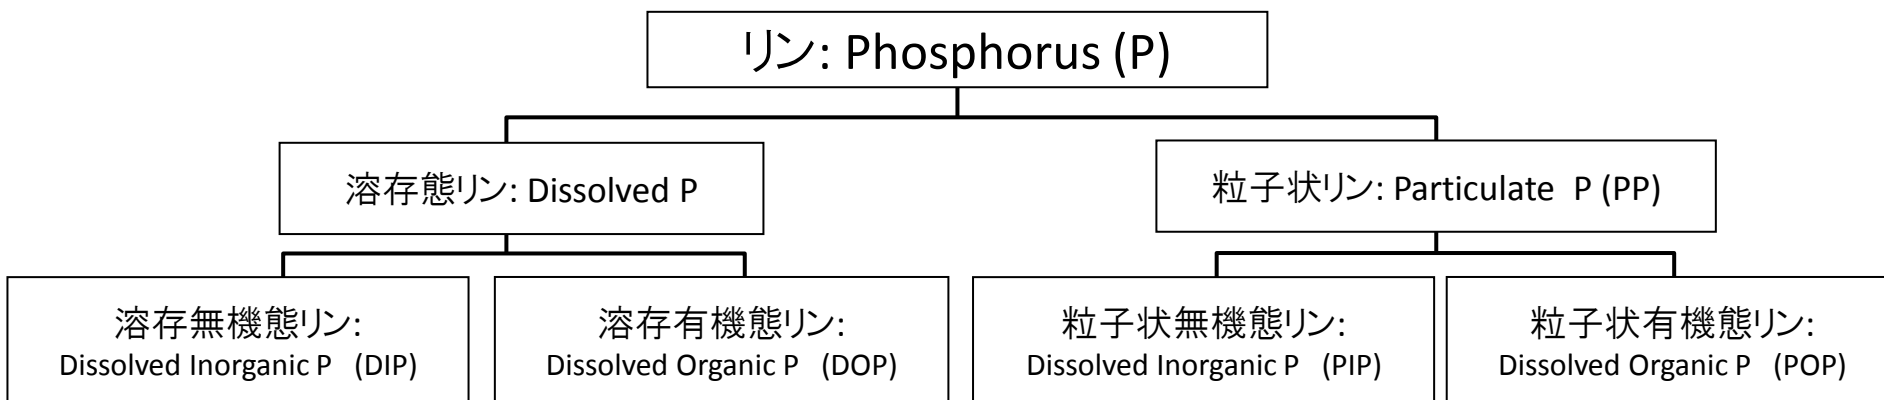 リン: Phosphorus (P)
溶存態リン: Dissolved P
粒子状リン: Particulate P (PP)
溶存無機態リン:
Dissolved Inorganic P (DIP)
溶存有機態リン:
Dissolved Organic P (DOP)
粒子状無機態リン:
Dissolved Inorganic P (PIP)
粒子状有機態リン:
Dissolved Organic P (POP)